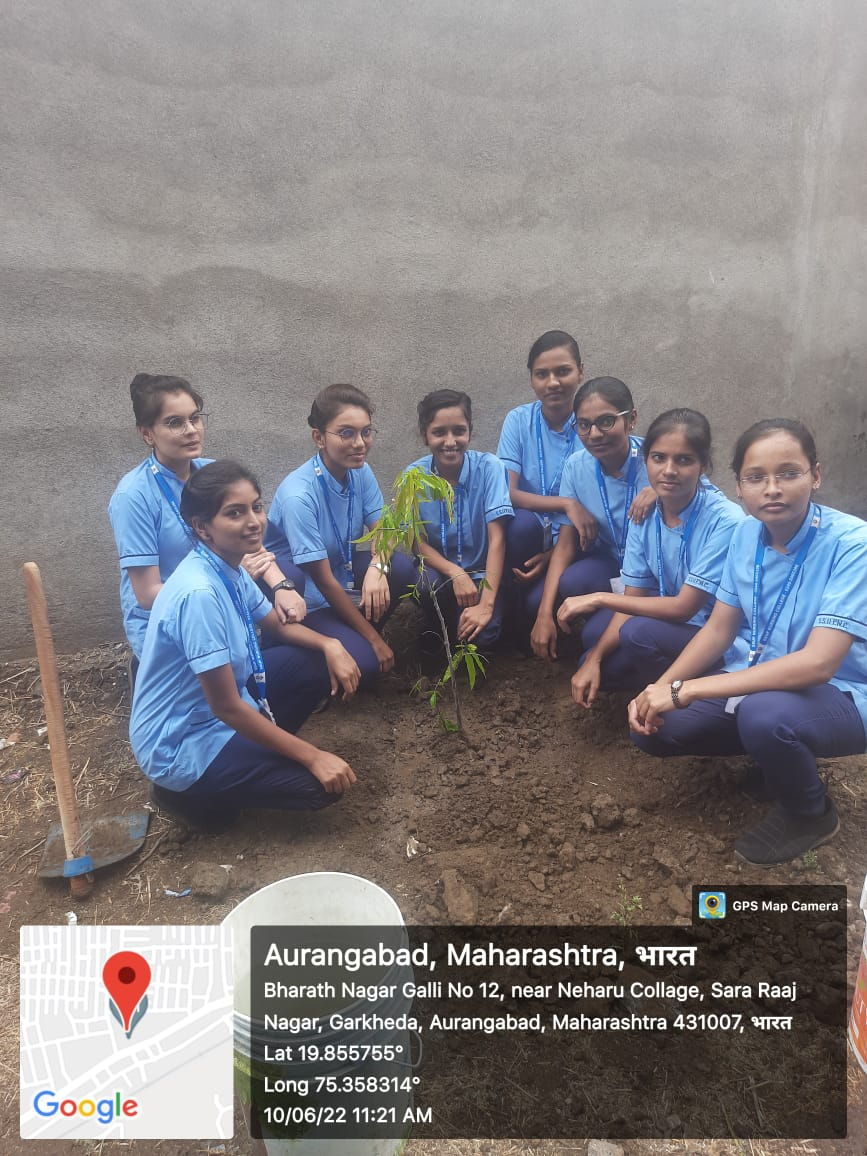 S.S.U.P.N.C.
GPS Map Camera
Google
Aurangabad, Maharashtra, भारत
Bharath Nagar Galli No 12, near Neharu Collage, Sara Raaj
Nagar, Garkheda, Aurangabad, Maharashtra 431007, भारत
Lat 19.855755°
Long 75.358314°
10/06/22 11:21 AM